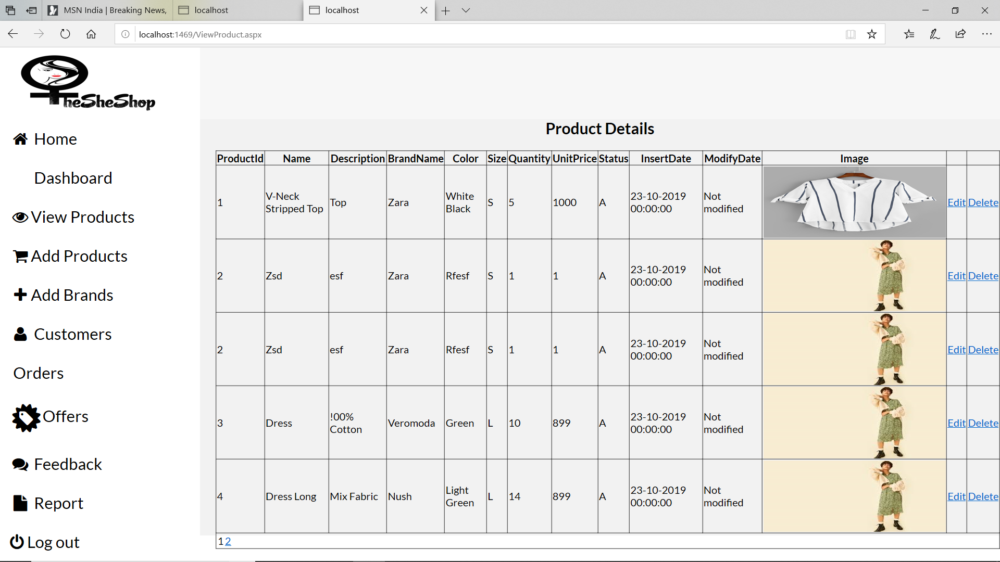 MSN India | Breaking News,
localhost
localhost
localhost:1469/ViewProduct.aspx
TheSheShop
Home
Dashboard
View Products
Add Products
Add Brands
Customers
Orders
Offers
Feedback
Report
Log out
Product Details
ProductId Name Description BrandName Color Size Quantity UnitPrice Status InsertDate ModifyDate Image
1 V-Neck Stripped Top Top Zara White Black S 5 1000 A 23-10-2019 00:00:00 Not modified Edit Delete
2 Zsd esf Zara Rfesf S 1 1 A 23-10-2019 00:00:00 Not modified Edit Delete
2 Zsd esf Zara Rfesf S 1 1 A 23-10-2019 00:00:00 Not modified Edit Delete
3 Dress !00% Cotton Veromoda Green L 10 899 A 23-10-2019 00:00:00 Not modified Edit Delete
4 Dress Long Mix Fabric Nush Light Green L 14 899 A 23-10-2019 00:00:00 Not modified Edit Delete
1 2